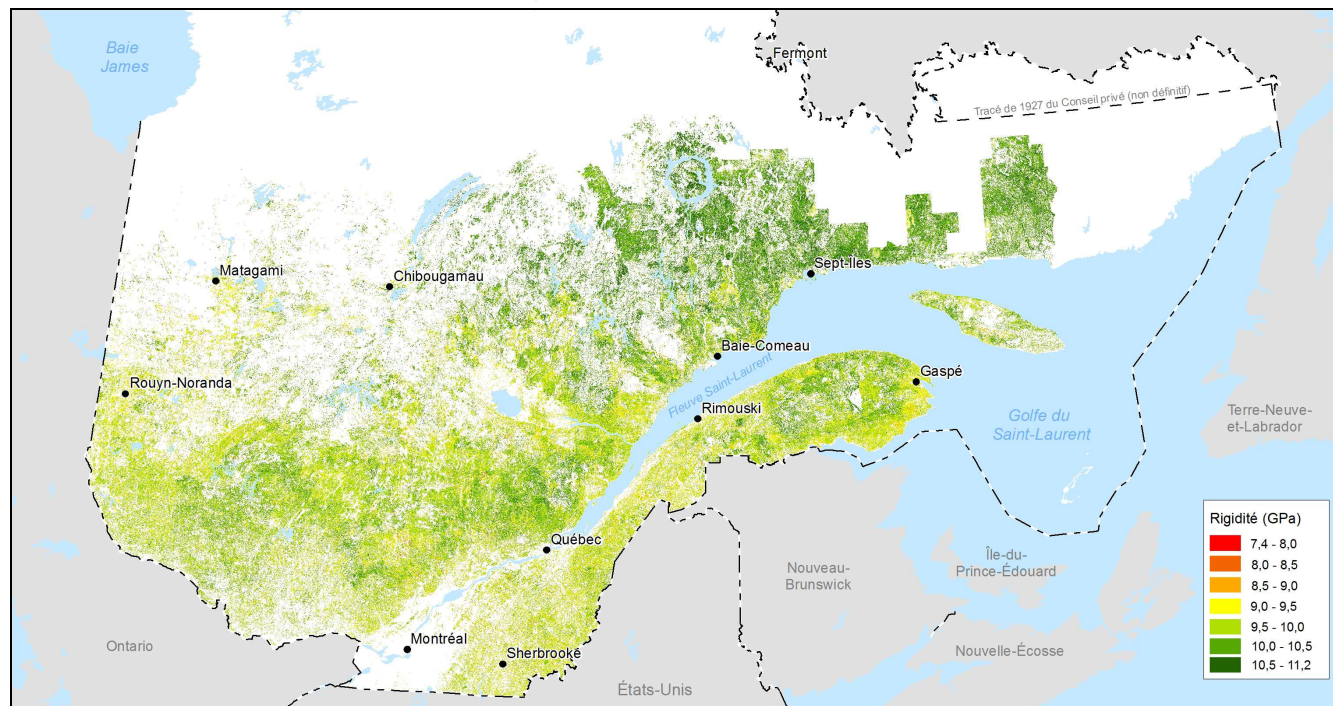 Baie
James
Fermont
Tracé de 1927 du Conseil privé (non définitif)
Matagami
Chibougamau
Sept-Îles
Baie-Comeau
Rouyn-Noranda
Fleuve Saint-Laurent
Gaspé
Rimouski
Golfe du
Saint-Laurent
Terre-Neuve-
et-Labrador
Québec
Nouveau-
Brunswick
Île-du-
Prince-Édouard
Ontario
Montréal
Sherbrooke
Nouvelle-Écosse
États-Unis
Rigidité (GPa)
7,4 - 8,0
8,0 - 8,5
8,5 - 9,0
9,0 - 9,5
9,5 - 10,0
10,0 - 10,5
10,5 - 11,2